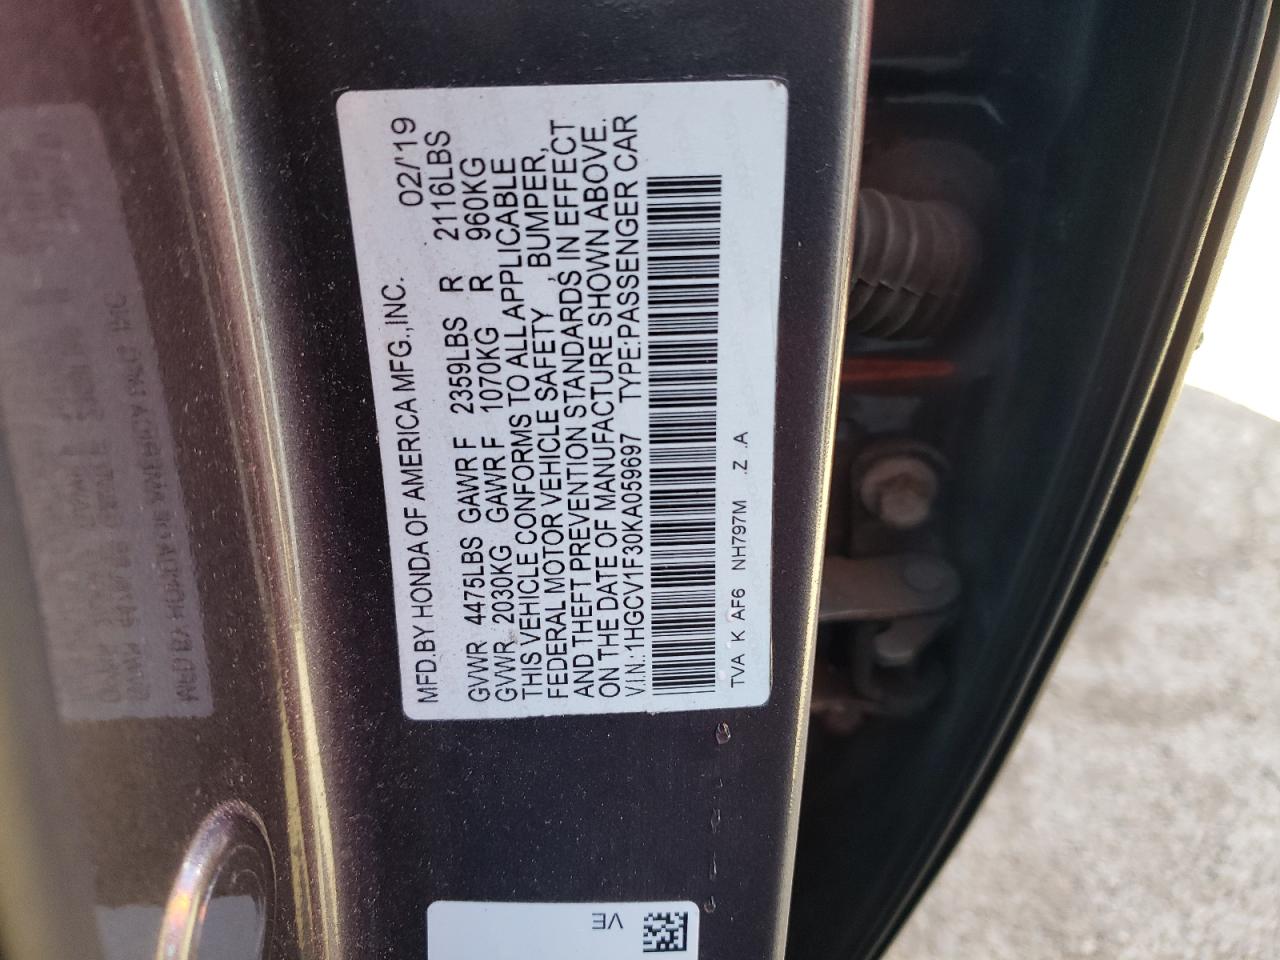 MFD.BY HONDA OF AMERICA MFG.,INC. 02/'19
GVWR 4475LBS GAWR F 2359LBS R 2116LBS
GVWR 2030KG GAWR F 1070KG R 960KG
THIS VEHICLE CONFORMS TO ALL APPLICABLE
FEDERAL MOTOR VEHICLE SAFETY , BUMPER,
AND THEFT PREVENTION STANDARDS IN EFFECT
ON THE DATE OF MANUFACTURE SHOWN ABOVE.
V.I.N.:1HGCV1F30KA059697 TYPE:PASSENGER CAR
TVA K AF6 NH797M .Z .A
VE